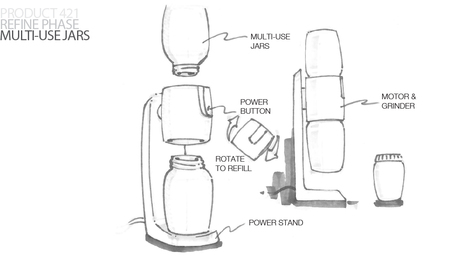 PRODUCT 421
REFINE PHASE
MULTI-USE JARS
MULTI-USE
JARS
POWER
BUTTON
MOTOR &
GRINDER
ROTATE
TO REFILL
POWER STAND